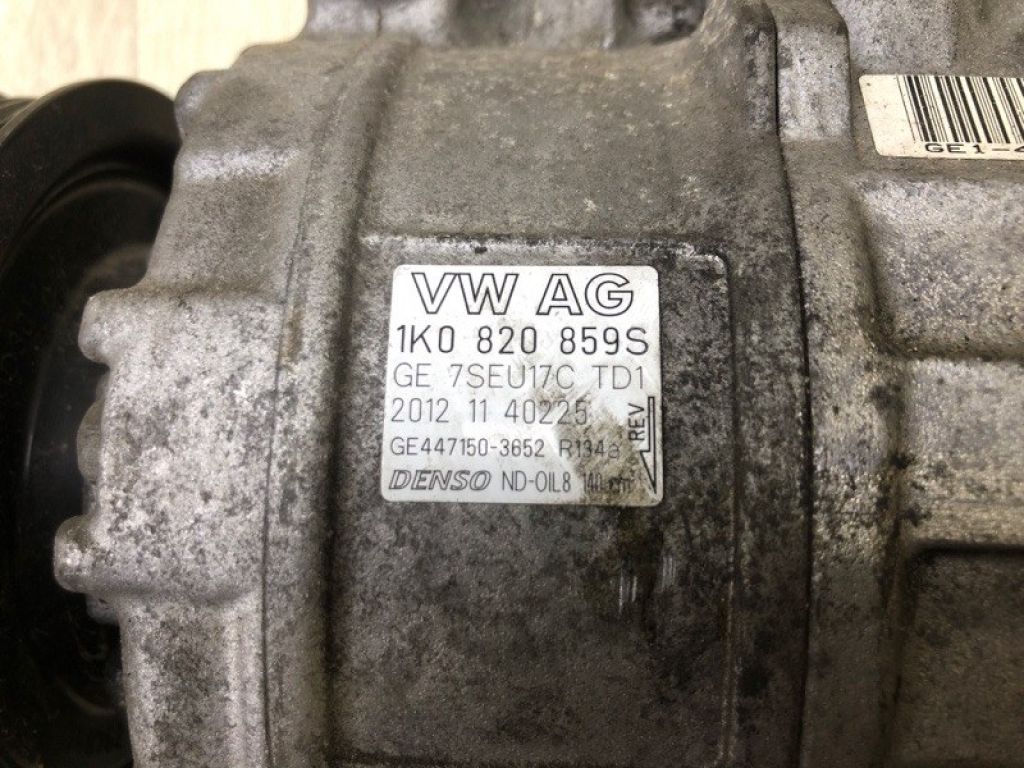 GE1-4
VW AG
1K0 820 859S
GE 7SEU17C TD1
2012 11 40225
REV
GE447150-3652 R134a
DENSO ND-OIL8 140